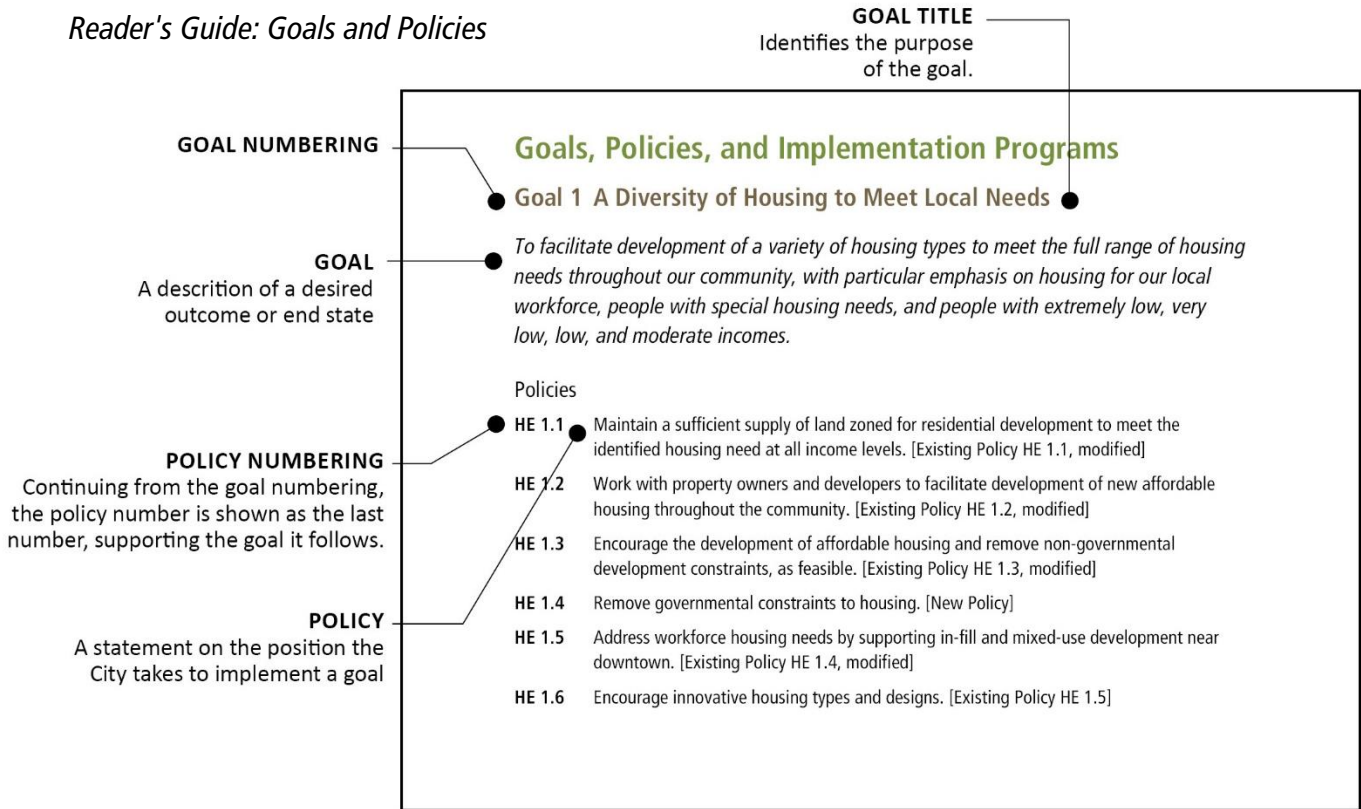 Reader's Guide: Goals and Policies
GOAL TITLE
Identifies the purpose
of the goal.
GOAL NUMBERING
Goals, Policies, and Implementation Programs
Goal 1 A Diversity of Housing to Meet Local Needs
GOAL
A descrition of a desired
outcome or end state
To facilitate development of a variety of housing types to meet the full range of housing
needs throughout our community, with particular emphasis on housing for our local
workforce, people with special housing needs, and people with extremely low, very
low, low, and moderate incomes.
Policies
POLICY NUMBERING
Continuing from the goal numbering,
the policy number is shown as the last
number, supporting the goal it follows.
POLICY
A statement on the position the
City takes to implement a goal
HE 1.1 Maintain a sufficient supply of land zoned for residential development to meet the
identified housing need at all income levels. [Existing Policy HE 1.1, modified]
HE 1.2 Work with property owners and developers to facilitate development of new affordable
housing throughout the community. [Existing Policy HE 1.2, modified]
HE 1.3 Encourage the development of affordable housing and remove non-governmental
development constraints, as feasible. [Existing Policy HE 1.3, modified]
HE 1.4 Remove governmental constraints to housing. [New Policy]
HE 1.5 Address workforce housing needs by supporting in-fill and mixed-use development near
downtown. [Existing Policy HE 1.4, modified]
HE 1.6 Encourage innovative housing types and designs. [Existing Policy HE 1.5]